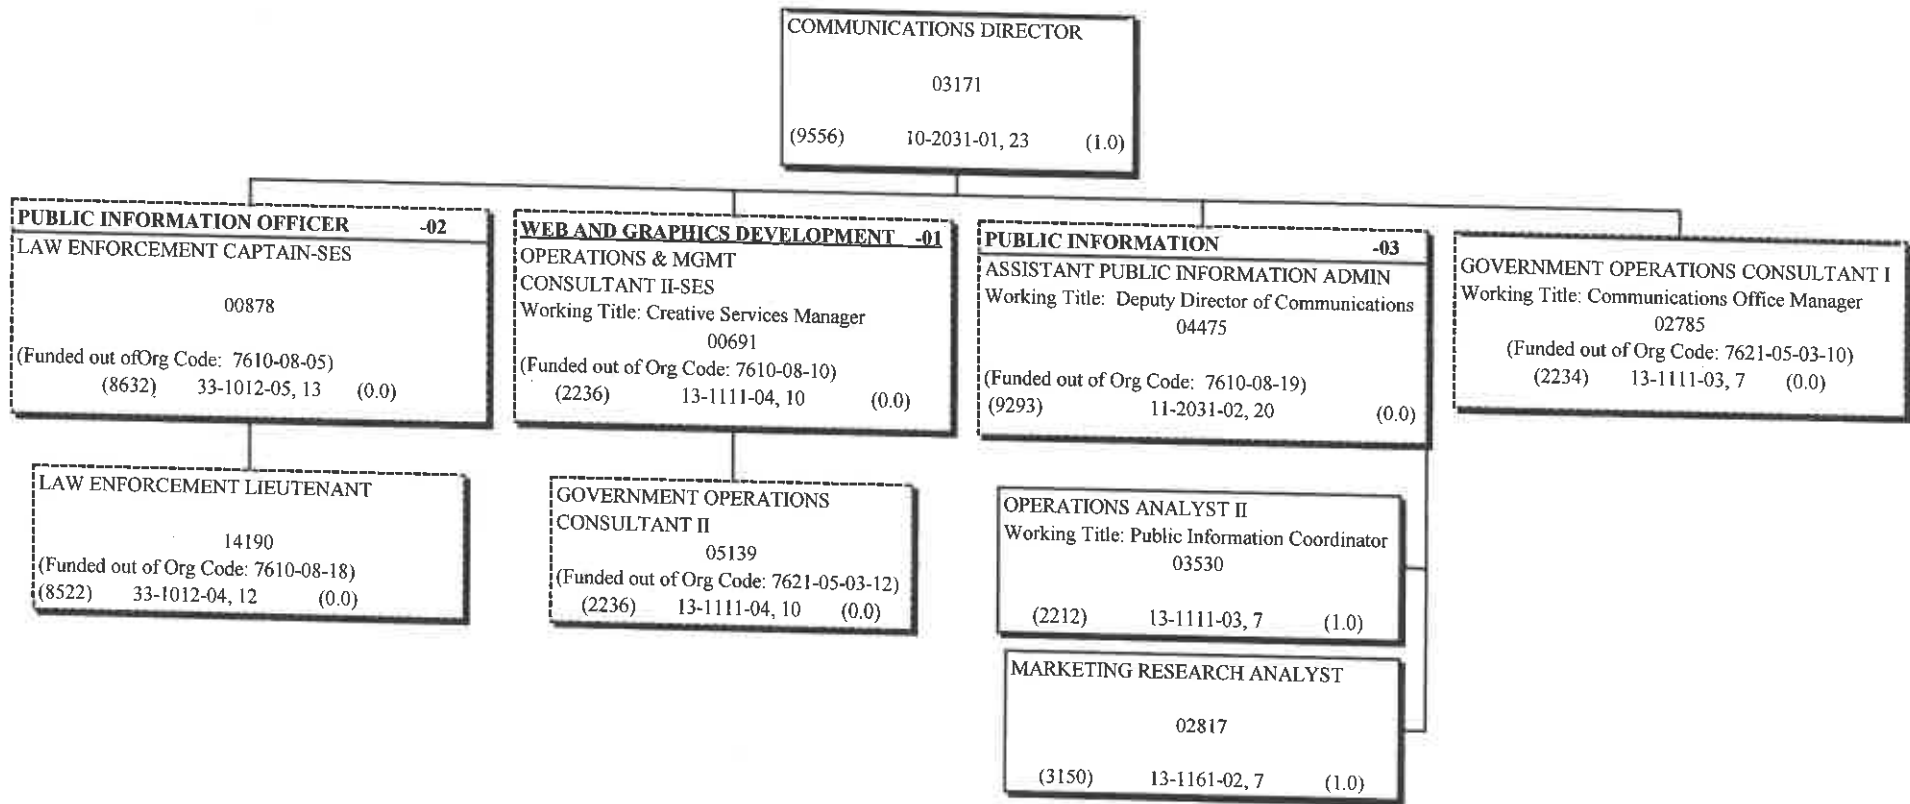 COMMUNICATIONS DIRECTOR
03171
(9556) 10-2031-01, 23 (1.0)
PUBLIC INFORMATION OFFICER -02
LAW ENFORCEMENT CAPTAIN-SES
00878
(Funded out ofOrg Code: 7610-08-05)
(8632) 33-1012-05, 13 (0.0)
LAW ENFORCEMENT LIEUTENANT
14190
(Funded out of Org Code: 7610-08-18)
(8522) 33-1012-04, 12 (0.0)
WEB AND GRAPHICS DEVELOPMENT -01
OPERATIONS & MGMT
CONSULTANT II-SES
Working Title: Creative Services Manager
00691
(Funded out of Org Code: 7610-08-10)
(2236) 13-1111-04, 10 (0.0)
GOVERNMENT OPERATIONS
CONSULTANT II
05139
(Funded out of Org Code: 7621-05-03-12)
(2236) 13-1111-04, 10 (0.0)
PUBLIC INFORMATION -03
ASSISTANT PUBLIC INFORMATION ADMIN
Working Title: Deputy Director of Communications
04475
(Funded out of Org Code: 7610-08-19)
(9293) 11-2031-02, 20 (0.0)
OPERATIONS ANALYST II
Working Title: Public Information Coordinator
03530
(2212) 13-1111-03, 7 (1.0)
MARKETING RESEARCH ANALYST
02817
(3150) 13-1161-02, 7 (1.0)
GOVERNMENT OPERATIONS CONSULTANT I
Working Title: Communications Office Manager
02785
(Funded out of Org Code: 7621-05-03-10)
(2234) 13-1111-03, 7 (0.0)